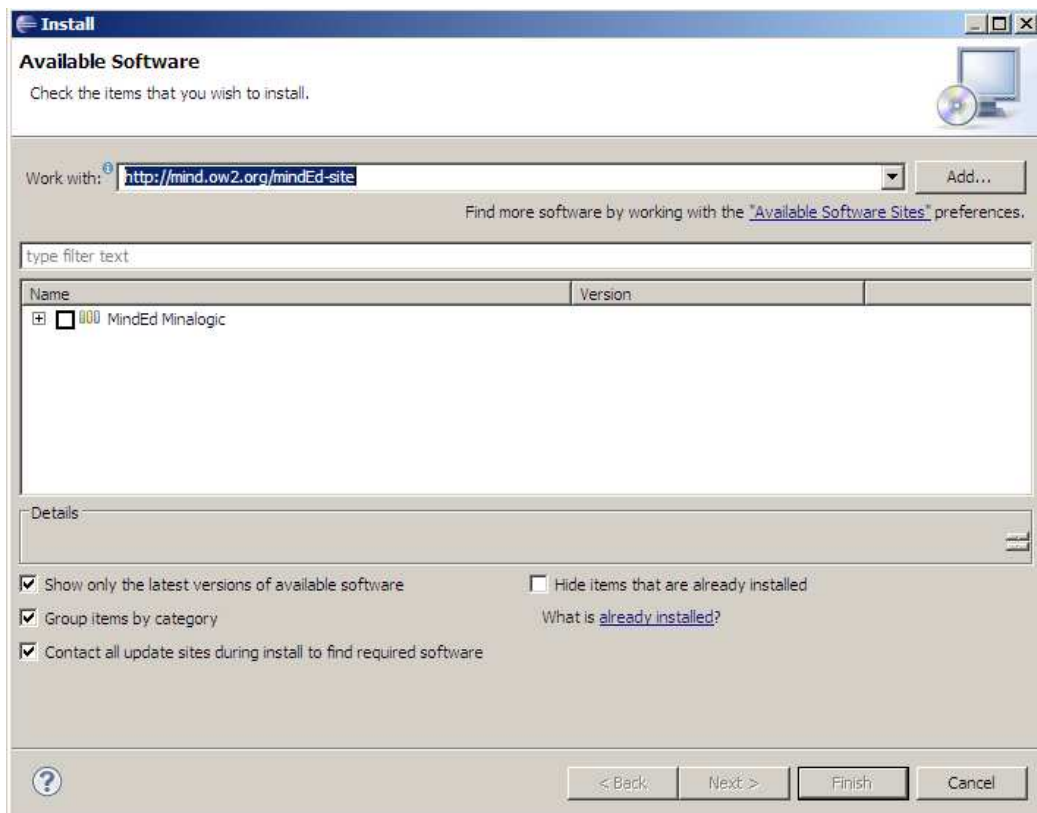 Install
Available Software
Check the items that you wish to install.
Work with: http://mind.ow2.org/mindEd-site Add...
Find more software by working with the "Available Software Sites" preferences.
type filter text
Name Version
MindEd Minalogic
Details
Show only the latest versions of available software
Hide items that are already installed
Group items by category
What is already installed?
Contact all update sites during install to find required software
? < Back Next > Finish Cancel